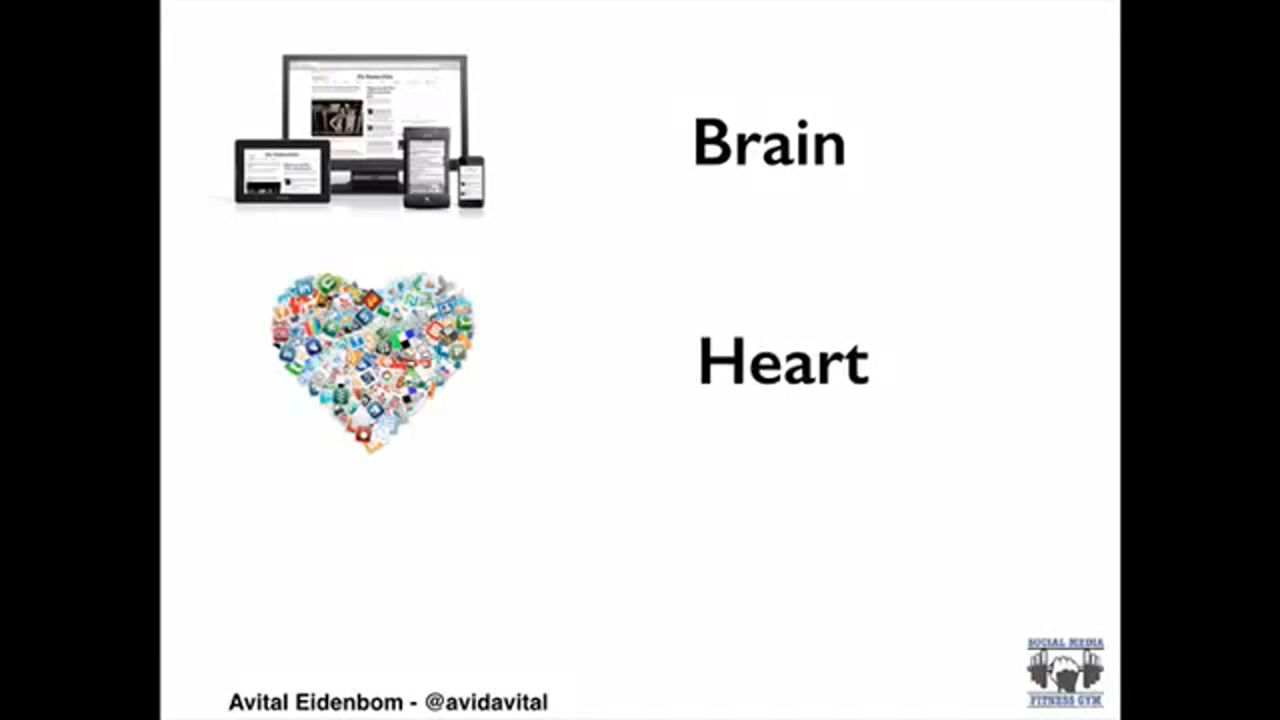 Brain
Heart
SOCIAL MEDIA
FITNESS GYM
Avital Eidenbom - @avidavital